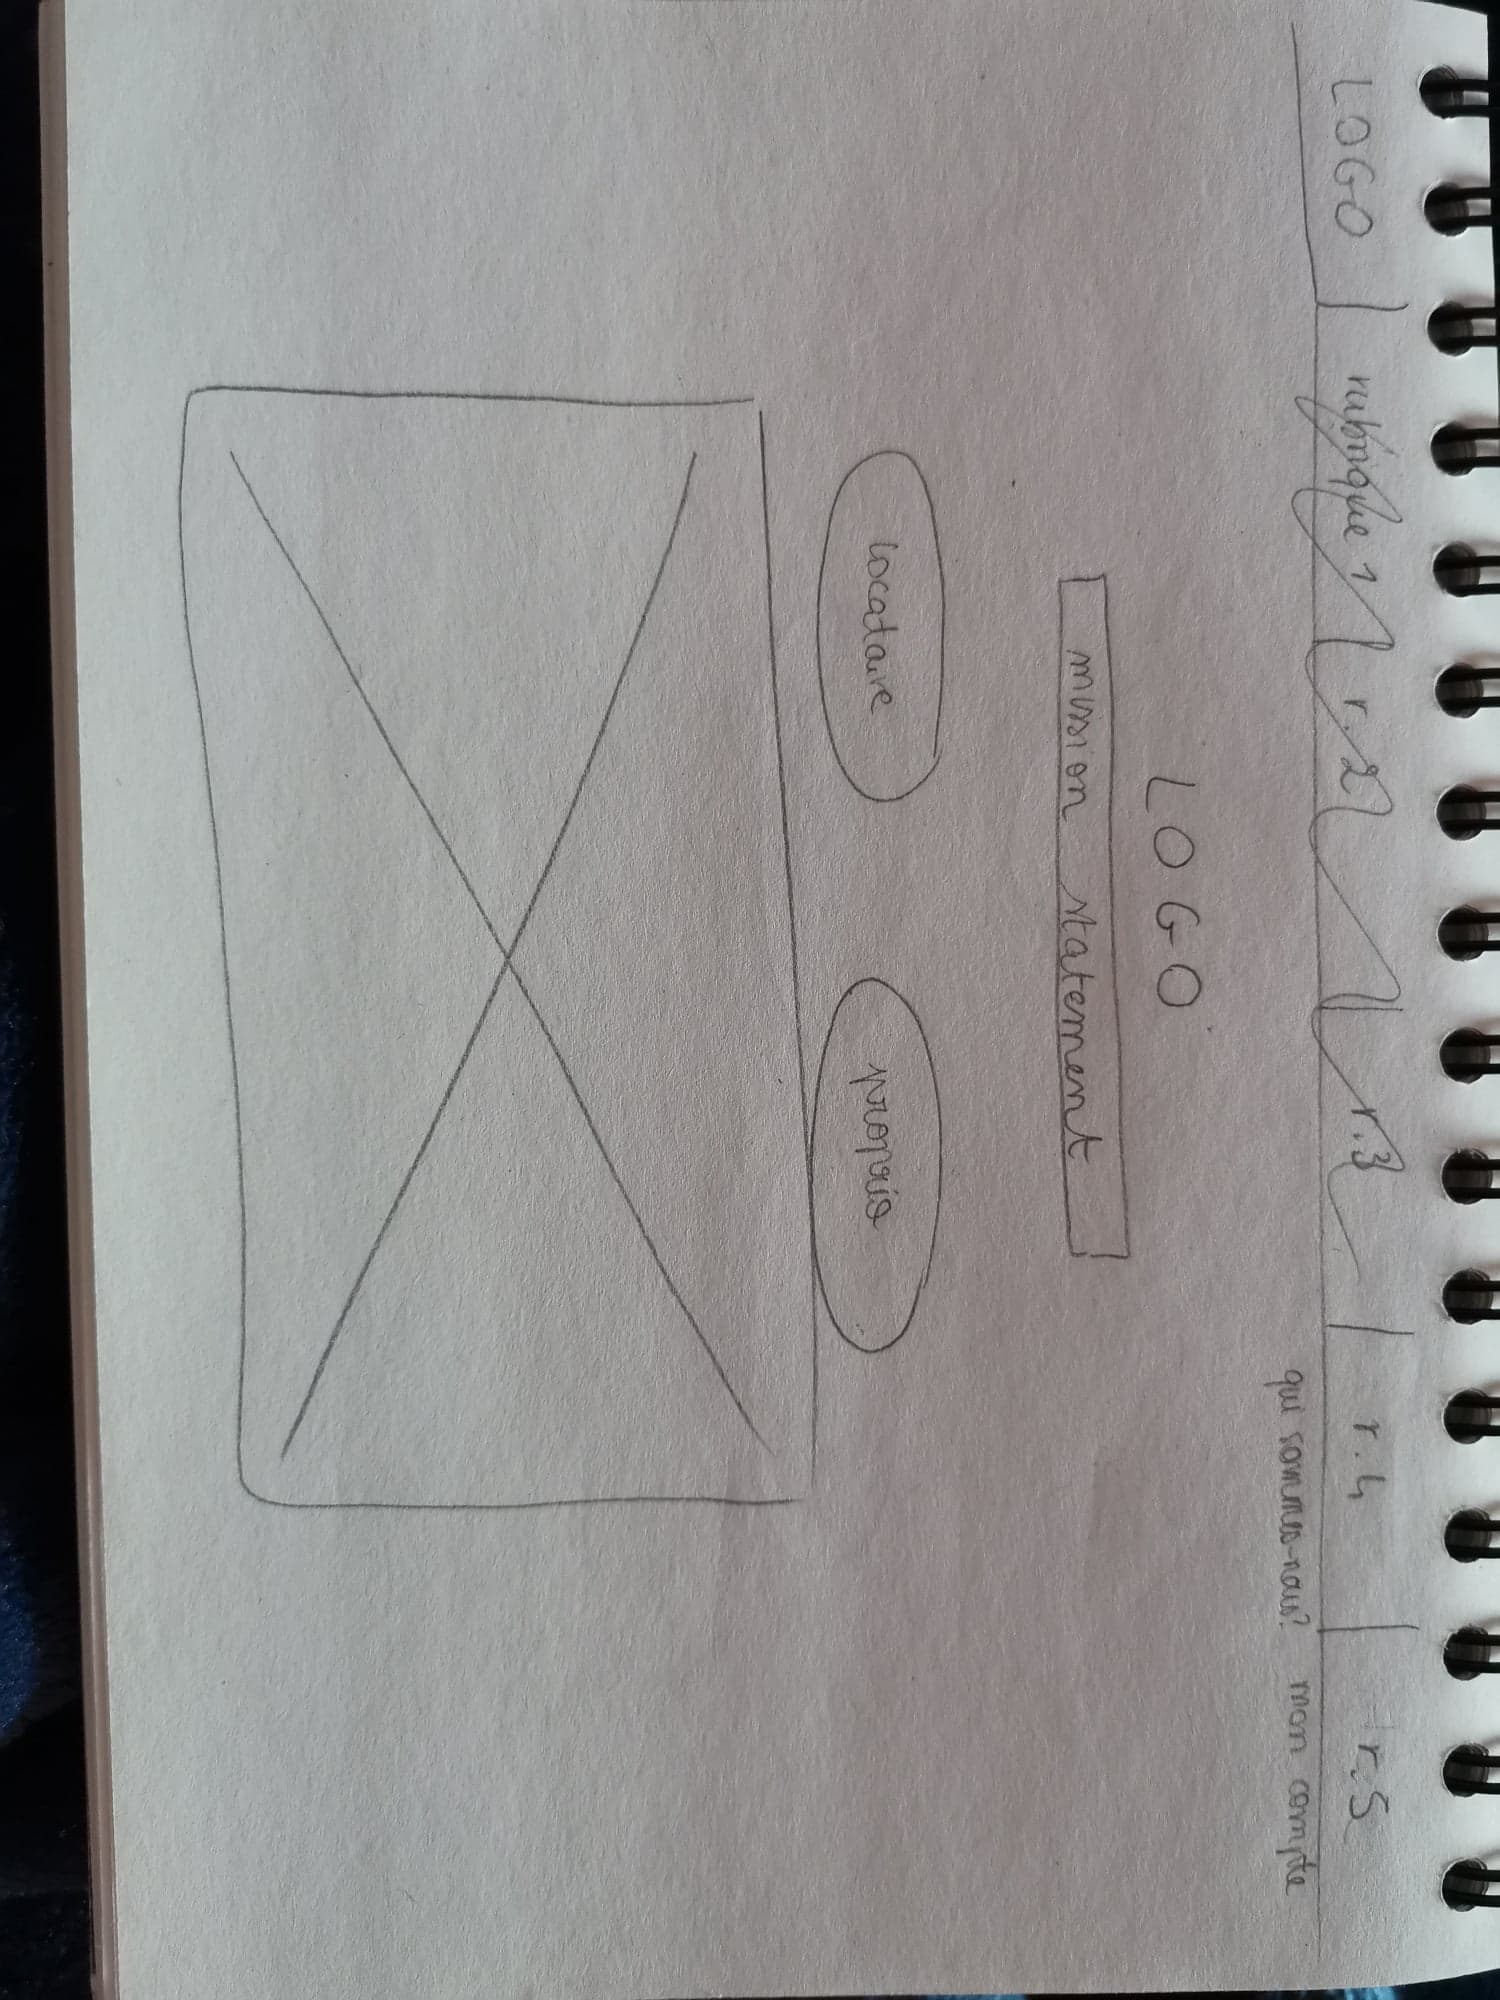 LOGO rubrique 1 r.2 r.3 r.4 r.5
qui sommes-nous? mon compte
LOGO
mission statement
locataire proprio